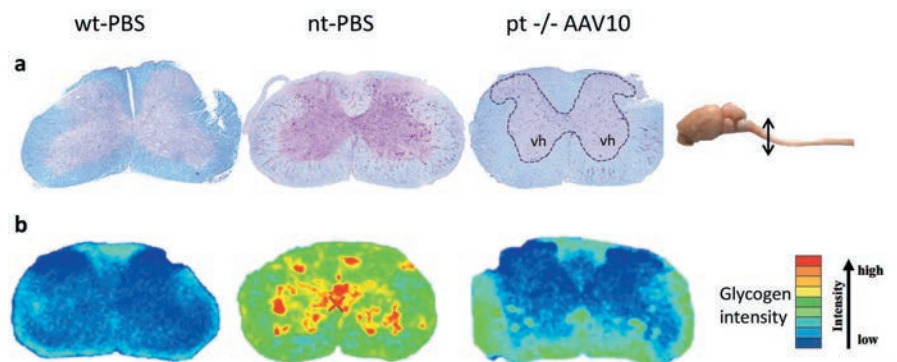 wt-PBS nt-PBS pt -/- AAV10
a
vh vh
b
Glycogen
intensity
Intensity
high
low